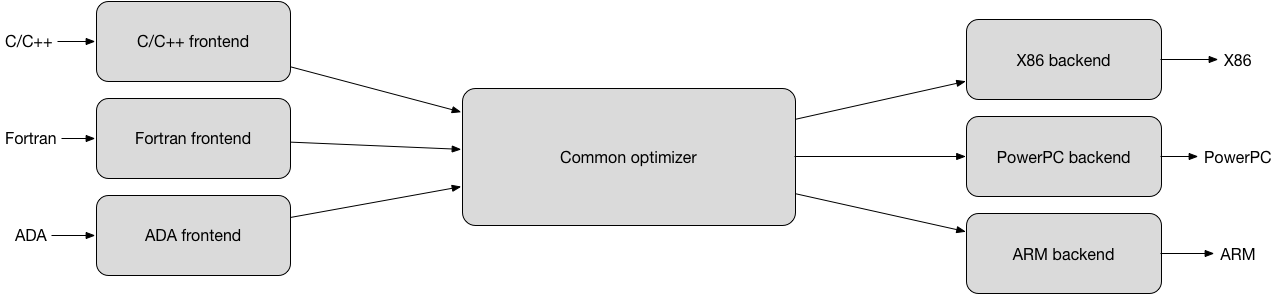 C/C++
C/C++ frontend
Fortran
Fortran frontend
ADA
ADA frontend
Common optimizer
X86 backend
X86
PowerPC backend
PowerPC
ARM backend
ARM